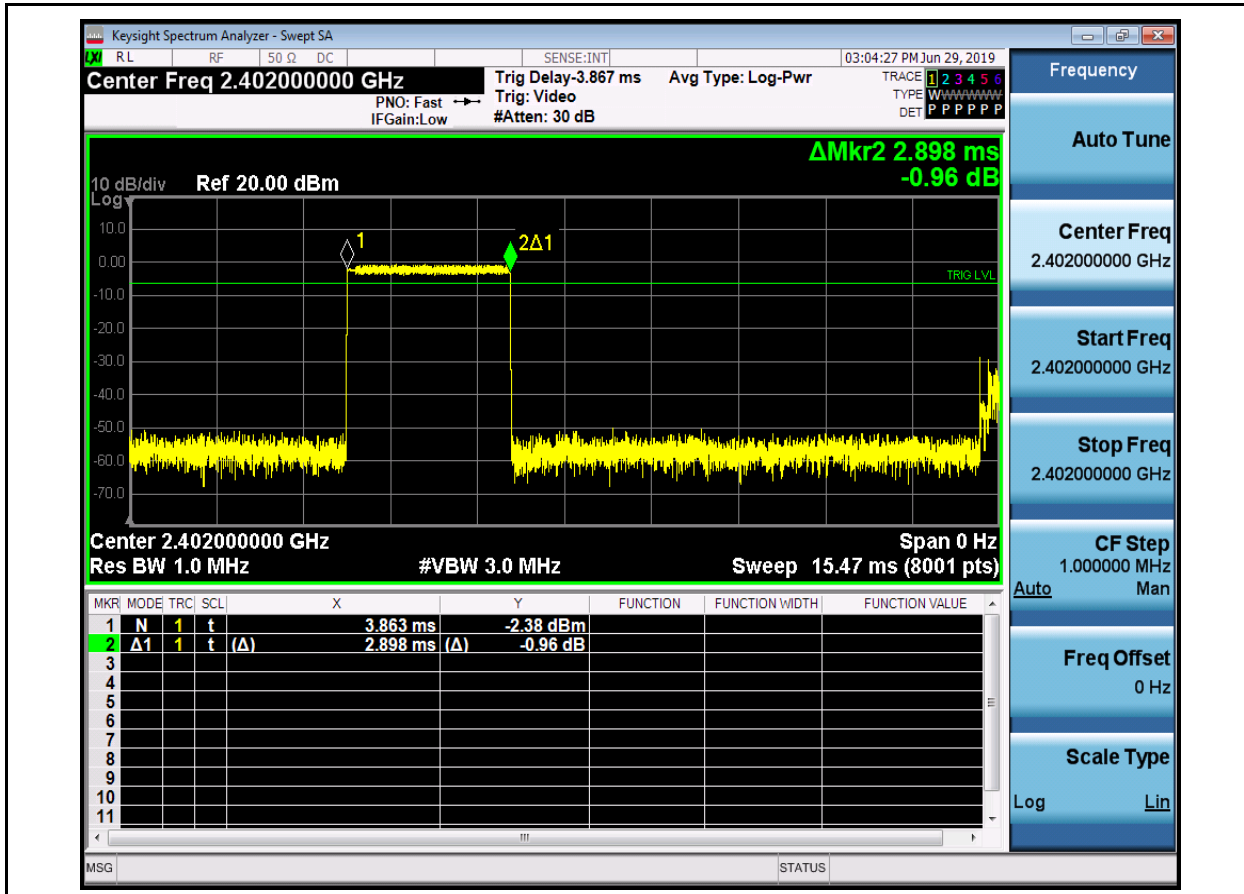 Keysight Spectrum Analyzer - Swept SA
LXI RL RF 50 Ω DC SENSE:INT 03:04:27 PM Jun 29, 2019
Center Freq 2.402000000 GHz
PNO: Fast
IFGain:Low
Trig Delay-3.867 ms
Trig: Video
#Atten: 30 dB
Avg Type: Log-Pwr
TRACE 1 2 3 4 5 6
TYPE WWWWWW
DET P P P P P P
ΔMkr2 2.898 ms
-0.96 dB
10 dB/div Ref 20.00 dBm
Log
10.0
0.00
-10.0
-20.0
-30.0
-40.0
-50.0
-60.0
-70.0
1
2Δ1
TRIG LVL
Center 2.402000000 GHz Span 0 Hz
Res BW 1.0 MHz #VBW 3.0 MHz Sweep 15.47 ms (8001 pts)
MKR MODE TRC SCL X Y FUNCTION FUNCTION WIDTH FUNCTION VALUE
1 N 1 t 3.863 ms -2.38 dBm
2 Δ1 1 t (Δ) 2.898 ms (Δ) -0.96 dB
3
4
5
6
7
8
9
10
11
MSG STATUS
Frequency
Auto Tune
Center Freq
2.402000000 GHz
Start Freq
2.402000000 GHz
Stop Freq
2.402000000 GHz
CF Step
1.000000 MHz
Auto Man
Freq Offset
0 Hz
Scale Type
Log Lin